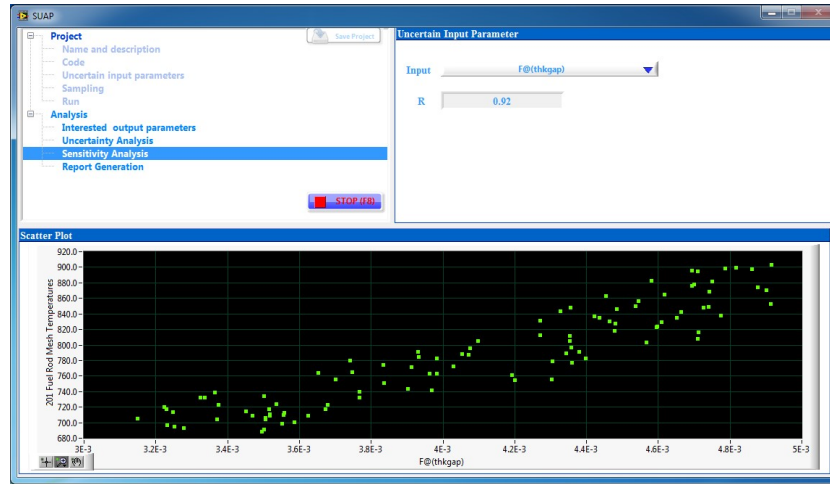 SUAP
Project
Save Project
Name and description
Code
Uncertain input parameters
Sampling
Run
Analysis
Interested output parameters
Uncertainty Analysis
Sensitivity Analysis
Report Generation
STOP (F8)
Uncertain Input Parameter
Input F@(thkgap)
R 0.92
Scatter Plot
201 Fuel Rod Mesh Temperatures
920.0
900.0
880.0
860.0
840.0
820.0
800.0
780.0
760.0
740.0
720.0
700.0
680.0
3E-3 3.2E-3 3.4E-3 3.6E-3 3.8E-3 4E-3 4.2E-3 4.4E-3 4.6E-3 4.8E-3 5E-3
F@(thkgap)